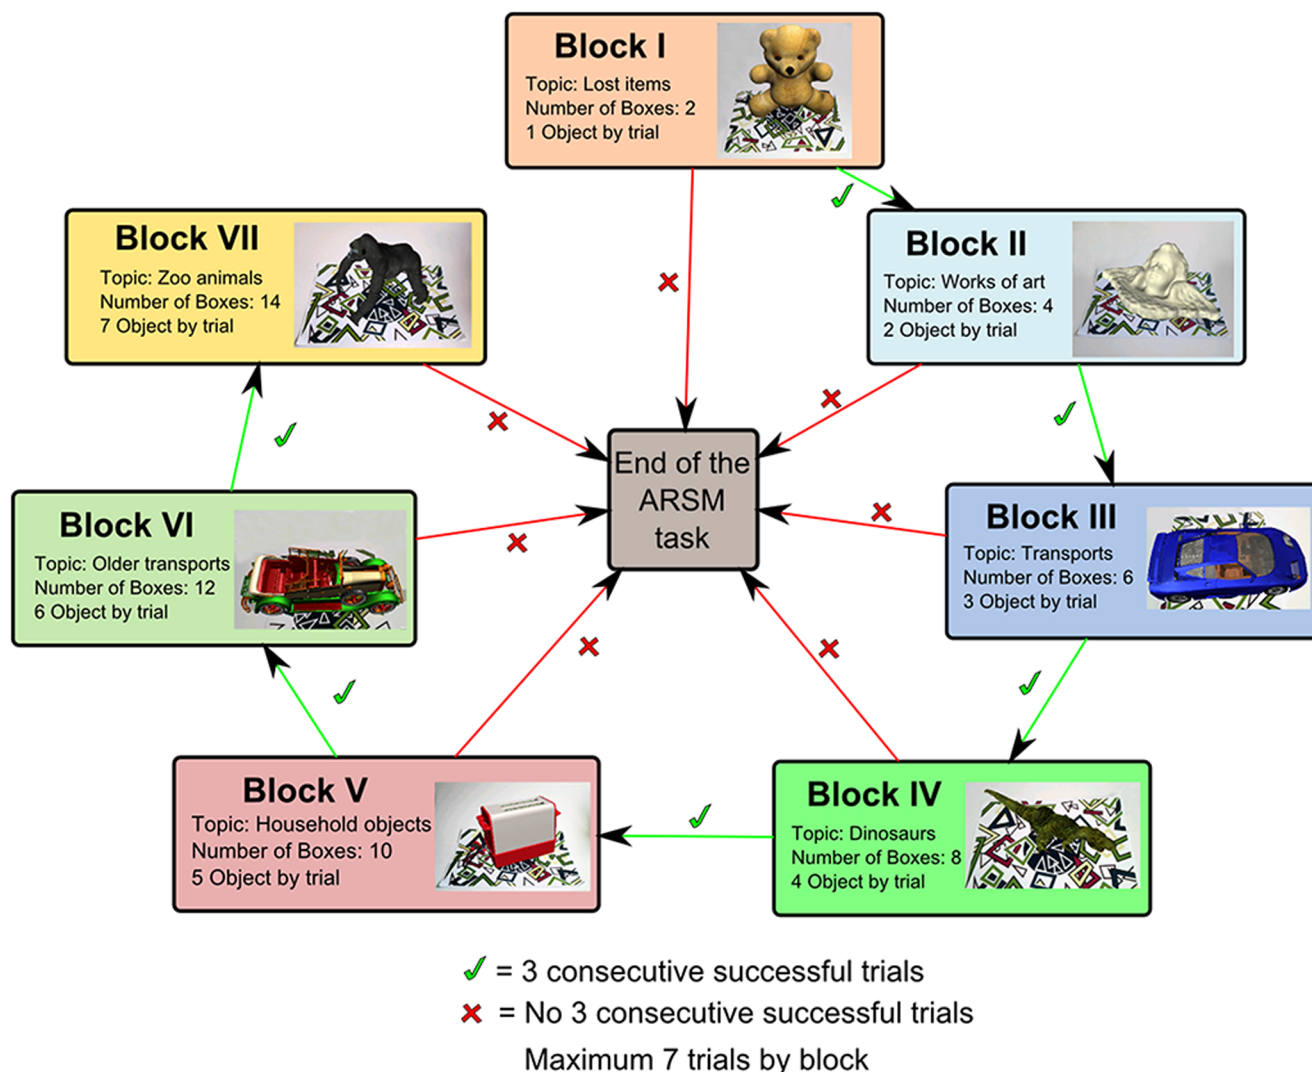 Block I
Topic: Lost items
Number of Boxes: 2
1 Object by trial
Block II
Topic: Works of art
Number of Boxes: 4
2 Object by trial
Block III
Topic: Transports
Number of Boxes: 6
3 Object by trial
Block IV
Topic: Dinosaurs
Number of Boxes: 8
4 Object by trial
Block V
Topic: Household objects
Number of Boxes: 10
5 Object by trial
Block VI
Topic: Older transports
Number of Boxes: 12
6 Object by trial
Block VII
Topic: Zoo animals
Number of Boxes: 14
7 Object by trial
End of the
ARSM
task
✓ = 3 consecutive successful trials
✗ = No 3 consecutive successful trials
Maximum 7 trials by block